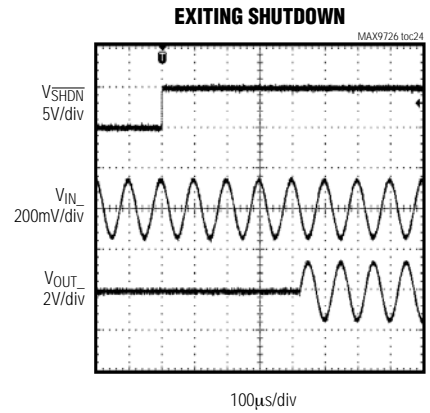 EXITING SHUTDOWN
MAX9726 toc24
T
VSHDN
5V/div
VIN_
200mV/div
VOUT_
2V/div
100µs/div